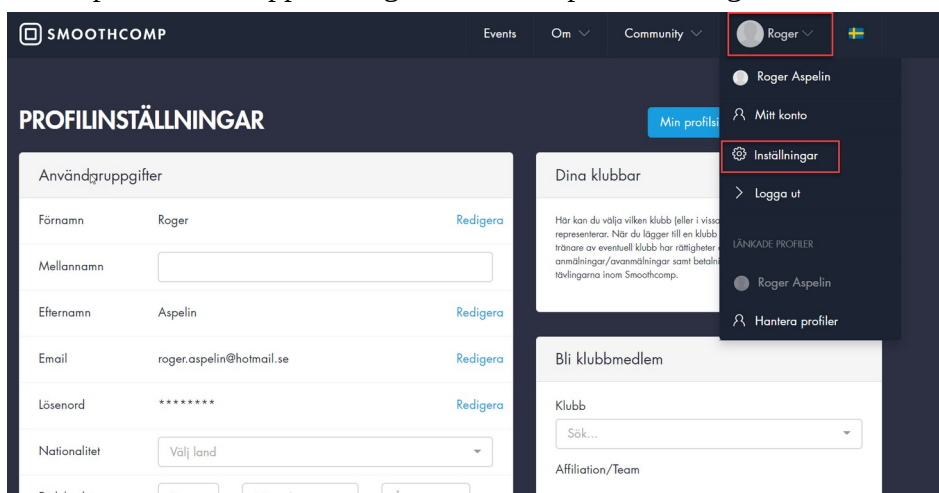 SMOOTHCOMP
Events
Om
Community
Roger
Roger Aspelin
Mitt konto
Inställningar
Logga ut
LÄNKADE PROFILER
Roger Aspelin
Hantera profiler
PROFILINSTÄLLNINGAR
Min profilsi
Användaruppgifter
Förnamn Roger Redigera
Mellannamn
Efternamn Aspelin Redigera
Email roger.aspelin@hotmail.se Redigera
Lösenord ******** Redigera
Nationalitet Välj land
Dina klubbar
Här kan du välja vilken klubb (eller i vissa
representerar. När du lägger till en klubb
tränare av eventuell klubb har rättigheter
anmälningar/avanmälningar samt betalni
tävlingarna inom Smoothcomp.
Bli klubbmedlem
Klubb
Sök...
Affiliation/Team